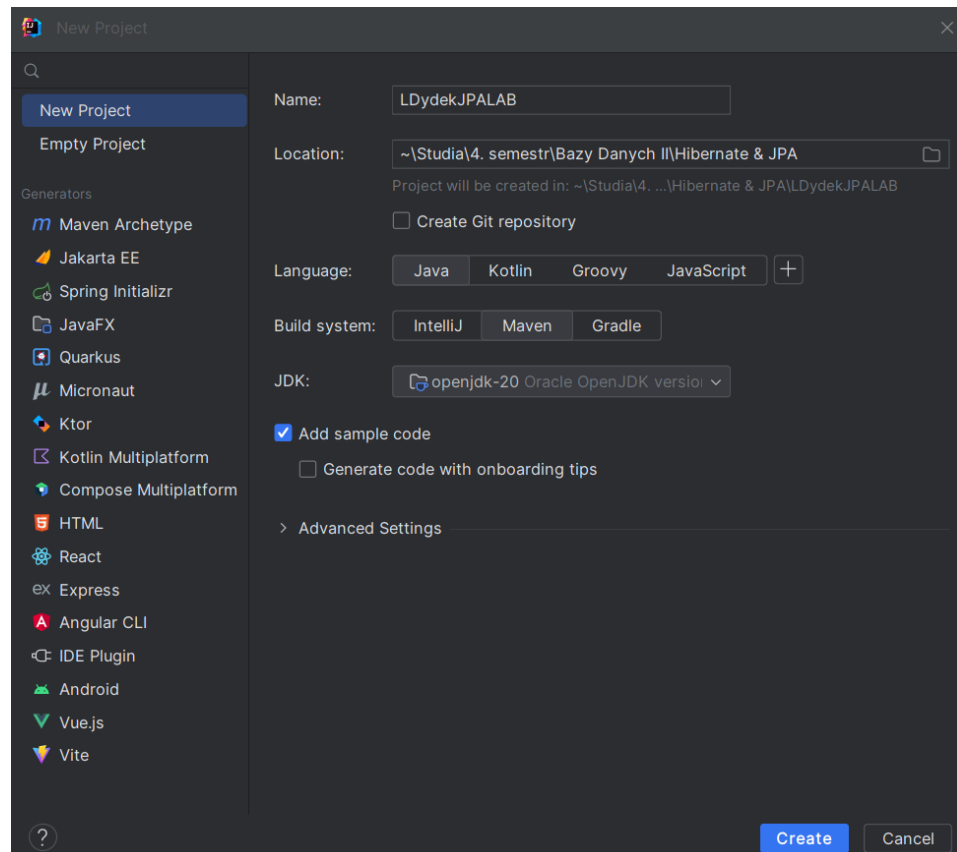 New Project
New Project
Empty Project
Generators
Maven Archetype
Jakarta EE
Spring Initializr
JavaFX
Quarkus
Micronaut
Ktor
Kotlin Multiplatform
Compose Multiplatform
HTML
React
ex Express
Angular CLI
IDE Plugin
Android
Vue.js
Vite
?
Name: LDydekJPALAB
Location: ~\Studia\4. semestr\Bazy Danych II\Hibernate & JPA
Project will be created in: ~\Studia\4. ...\Hibernate & JPA\LDydekJPALAB
Create Git repository
Language: Java Kotlin Groovy JavaScript +
Build system: IntelliJ Maven Gradle
JDK: openjdk-20 Oracle OpenJDK
Add sample code
Generate code with onboarding tips
Advanced Settings
Create Cancel